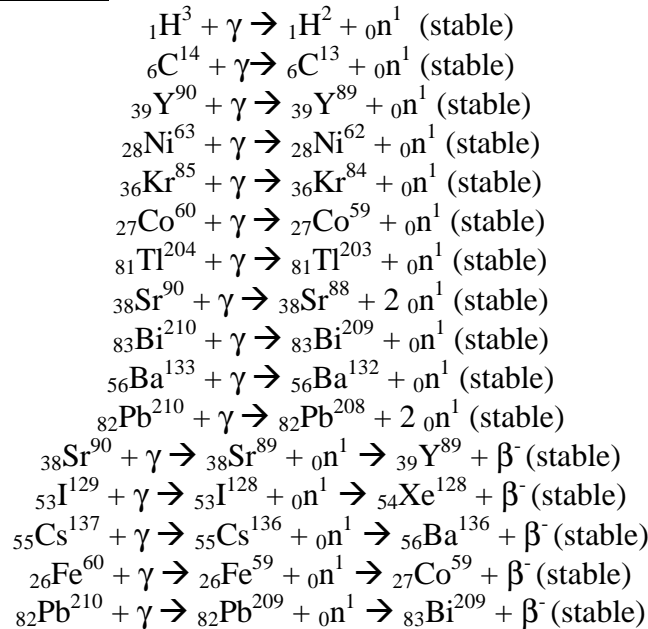 ₁H³ + γ → ₁H² + ₀n¹ (stable)
₆C¹⁴ + γ→ ₆C¹³ + ₀n¹ (stable)
₃₉Y⁹⁰ + γ → ₃₉Y⁸⁹ + ₀n¹ (stable)
₂₈Ni⁶³ + γ → ₂₈Ni⁶² + ₀n¹ (stable)
₃₆Kr⁸⁵ + γ → ₃₆Kr⁸⁴ + ₀n¹ (stable)
₂₇Co⁶⁰ + γ → ₂₇Co⁵⁹ + ₀n¹ (stable)
₈₁Tl²⁰⁴ + γ → ₈₁Tl²⁰³ + ₀n¹ (stable)
₃₈Sr⁹⁰ + γ → ₃₈Sr⁸⁸ + 2 ₀n¹ (stable)
₈₃Bi²¹⁰ + γ → ₈₃Bi²⁰⁹ + ₀n¹ (stable)
₅₆Ba¹³³ + γ → ₅₆Ba¹³² + ₀n¹ (stable)
₈₂Pb²¹⁰ + γ → ₈₂Pb²⁰⁸ + 2 ₀n¹ (stable)
₃₈Sr⁹⁰ + γ → ₃₈Sr⁸⁹ + ₀n¹ → ₃₉Y⁸⁹ + β⁻ (stable)
₅₃I¹²⁹ + γ → ₅₃I¹²⁸ + ₀n¹ → ₅₄Xe¹²⁸ + β⁻ (stable)
₅₅Cs¹³⁷ + γ → ₅₅Cs¹³⁶ + ₀n¹ → ₅₆Ba¹³⁶ + β⁻ (stable)
₂₆Fe⁶⁰ + γ → ₂₆Fe⁵⁹ + ₀n¹ → ₂₇Co⁵⁹ + β⁻ (stable)
₈₂Pb²¹⁰ + γ → ₈₂Pb²⁰⁹ + ₀n¹ → ₈₃Bi²⁰⁹ + β⁻ (stable)